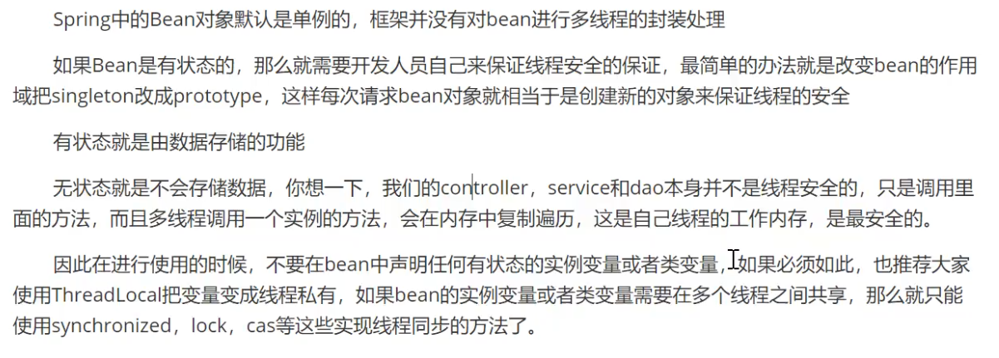 Spring中的Bean对象默认是单例的，框架并没有对bean进行多线程的封装处理
如果Bean是有状态的，那么就需要开发人员自己来保证线程安全的保证，最简单的办法就是改变bean的作用
域把singleton改成prototype，这样每次请求bean对象就相当于是创建新的对象来保证线程的安全
有状态就是由数据存储的功能
无状态就是不会存储数据，你想一下，我们的controller，service和dao本身并不是线程安全的，只是调用里
面的方法，而且多线程调用一个实例的方法，会在内存中复制遍历，这是自己线程的工作内存，是最安全的。
因此在进行使用的时候，不要在bean中声明任何有状态的实例变量或者类变量，如果必须如此，也推荐大家
使用ThreadLocal把变量变成线程私有，如果bean的实例变量或者类变量需要在多个线程之间共享，那么就只能
使用synchronized，lock，cas等这些实现线程同步的方法了。